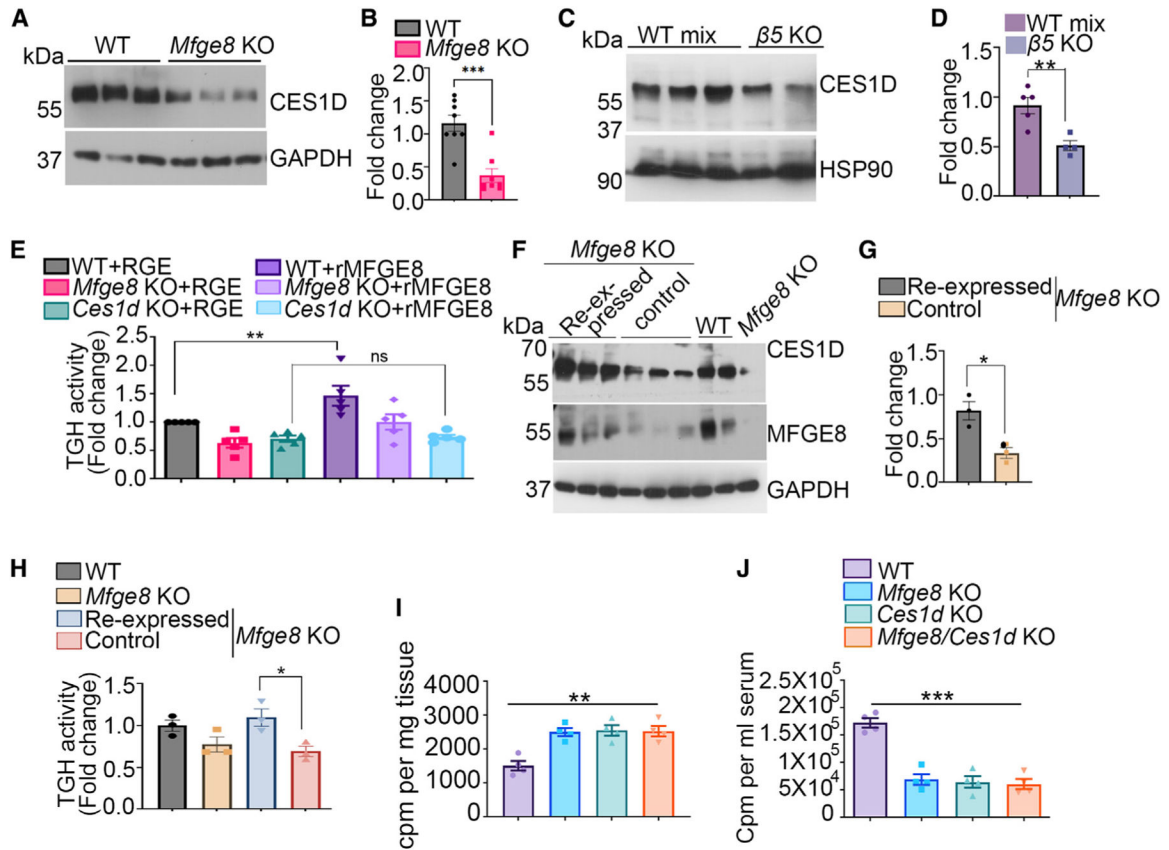 A
kDa
WT
Mfge8 KO
55
CES1D
37
GAPDH
B
WT
Mfge8 KO
***
Fold change
2.0
1.5
1.0
0.5
0.0
C
kDa
WT mix
β5 KO
55
CES1D
37
90
HSP90
D
WT mix
β5 KO
**
Fold change
1.5
1.0
0.5
0.0
E
WT+RGE
WT+rMFGE8
Mfge8 KO+RGE
Mfge8 KO+rMFGE8
Ces1d KO+RGE
Ces1d KO+rMFGE8
TGH activity
(Fold change)
2.5
2.0
1.5
1.0
0.5
0.0
**
ns
F
Mfge8 KO
Re-ex-
pressed
control
WT
Mfge8 KO
kDa
70
CES1D
55
55
MFGE8
37
GAPDH
G
Re-expressed
Control
Mfge8 KO
*
Fold change
1.5
1.0
0.5
0
H
WT
Mfge8 KO
Re-expressed
Control
Mfge8 KO
TGH activity
(Fold change)
1.5
1.0
0.5
0.0
*
I
cpm per mg tissue
4000
3000
2000
1000
0
**
J
WT
Mfge8 KO
Ces1d KO
Mfge8/Ces1d KO
Cpm per ml serum
2.5X10⁵
2X10⁵
1.5X10⁵
1X10⁵
5X10⁴
0
***